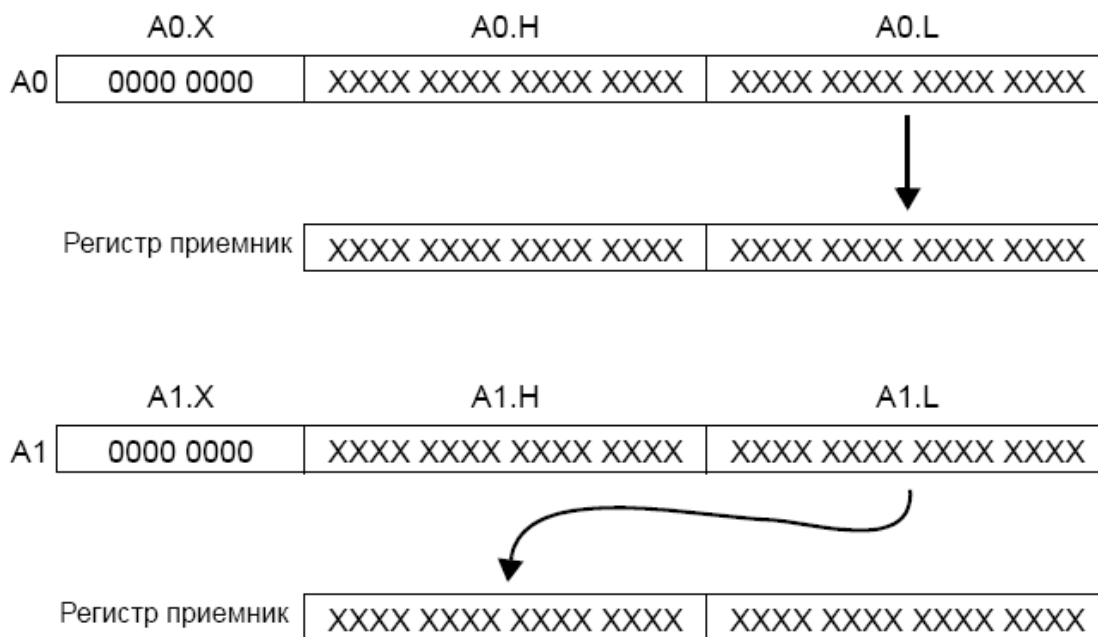 A0.X A0.H A0.L
A0 0000 0000 XXXX XXXX XXXX XXXX XXXX XXXX XXXX XXXX
Регистр приемник XXXX XXXX XXXX XXXX XXXX XXXX XXXX XXXX
A1.X A1.H A1.L
A1 0000 0000 XXXX XXXX XXXX XXXX XXXX XXXX XXXX XXXX
Регистр приемник XXXX XXXX XXXX XXXX XXXX XXXX XXXX XXXX